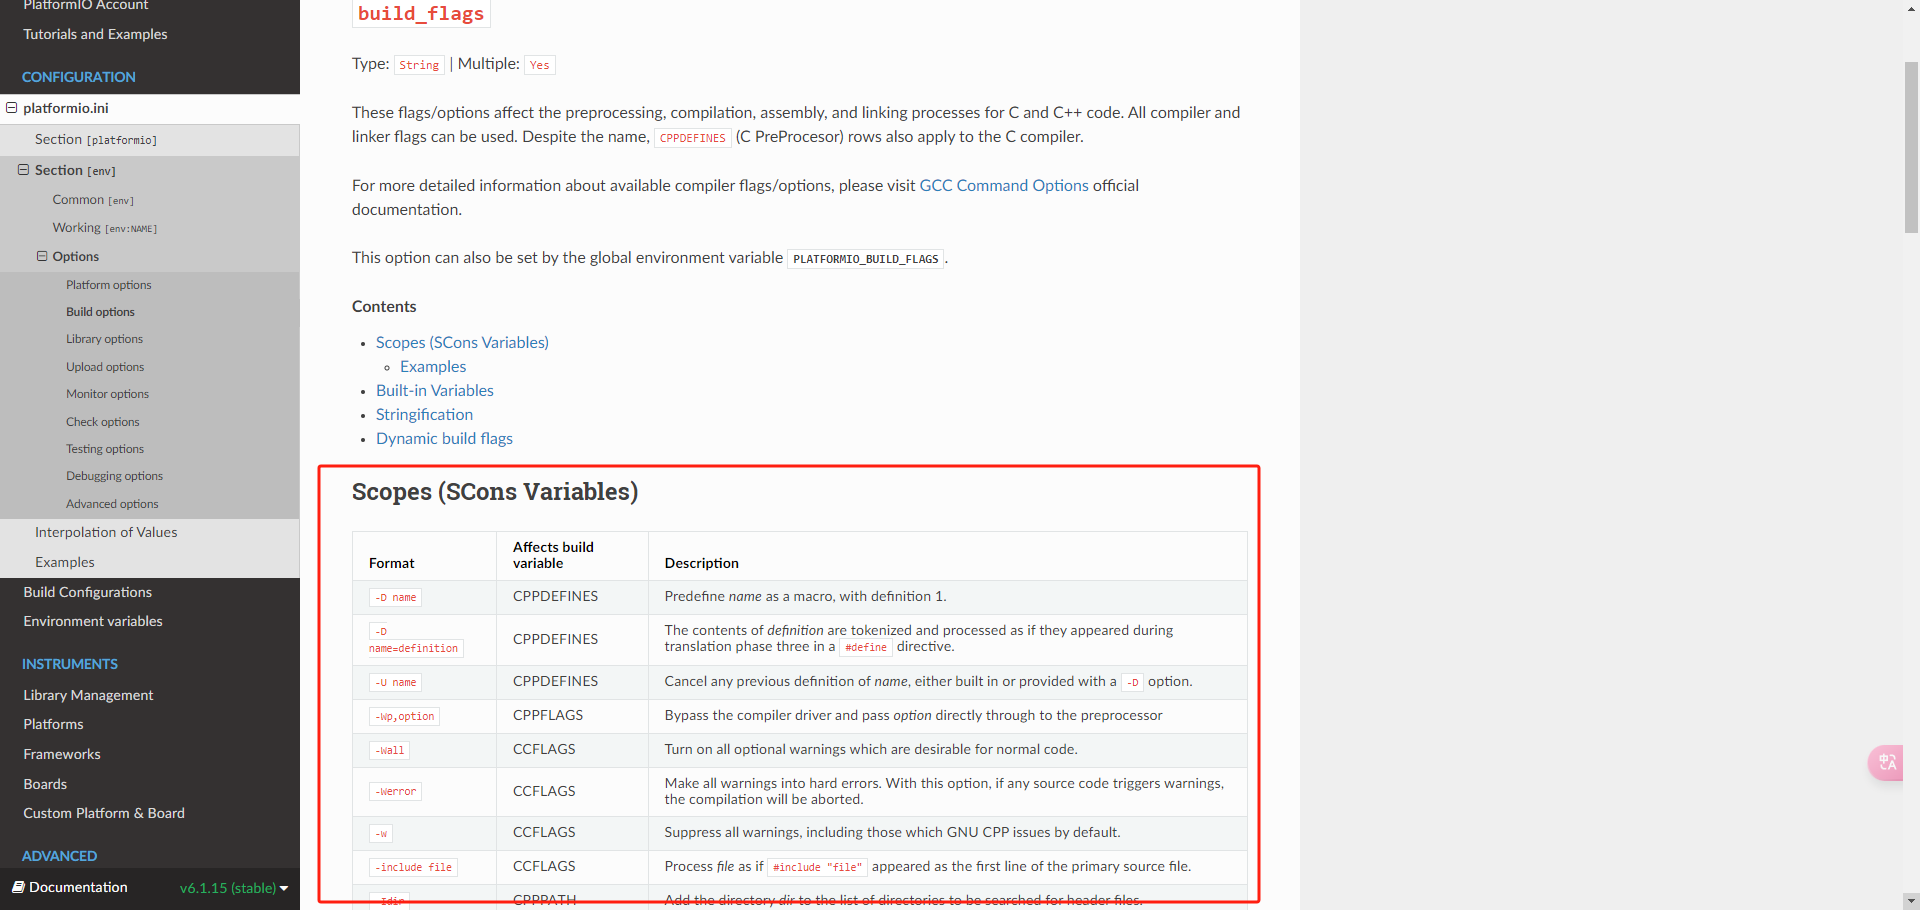 PlatformIO Account
Tutorials and Examples
CONFIGURATION
platformio.ini
Section [platformio]
Section [env]
Common [env]
Working [env:NAME]
Options
Platform options
Build options
Library options
Upload options
Monitor options
Check options
Testing options
Debugging options
Advanced options
Interpolation of Values
Examples
Build Configurations
Environment variables
INSTRUMENTS
Library Management
Platforms
Frameworks
Boards
Custom Platform & Board
ADVANCED
Documentation v6.1.15 (stable)
build_flags
Type: String | Multiple: Yes
These flags/options affect the preprocessing, compilation, assembly, and linking processes for C and C++ code. All compiler and
linker flags can be used. Despite the name, CPPDEFINES (C PreProcesor) rows also apply to the C compiler.
For more detailed information about available compiler flags/options, please visit GCC Command Options official
documentation.
This option can also be set by the global environment variable PLATFORMIO_BUILD_FLAGS.
Contents
• Scopes (SCons Variables)
◦ Examples
• Built-in Variables
• Stringification
• Dynamic build flags
Scopes (SCons Variables)
Format Affects build variable Description
-D name CPPDEFINES Predefine name as a macro, with definition 1.
-D name=definition CPPDEFINES The contents of definition are tokenized and processed as if they appeared during
translation phase three in a #define directive.
-U name CPPDEFINES Cancel any previous definition of name, either built in or provided with a -D option.
-Wp,option CPPFLAGS Bypass the compiler driver and pass option directly through to the preprocessor
-Wall CCFLAGS Turn on all optional warnings which are desirable for normal code.
-Werror CCFLAGS Make all warnings into hard errors. With this option, if any source code triggers warnings,
the compilation will be aborted.
-w CCFLAGS Suppress all warnings, including those which GNU CPP issues by default.
-include file CCFLAGS Process file as if #include "file" appeared as the first line of the primary source file.
-Idir CPPPATH Add the directory dir to the list of directories to be searched for header files.
中A